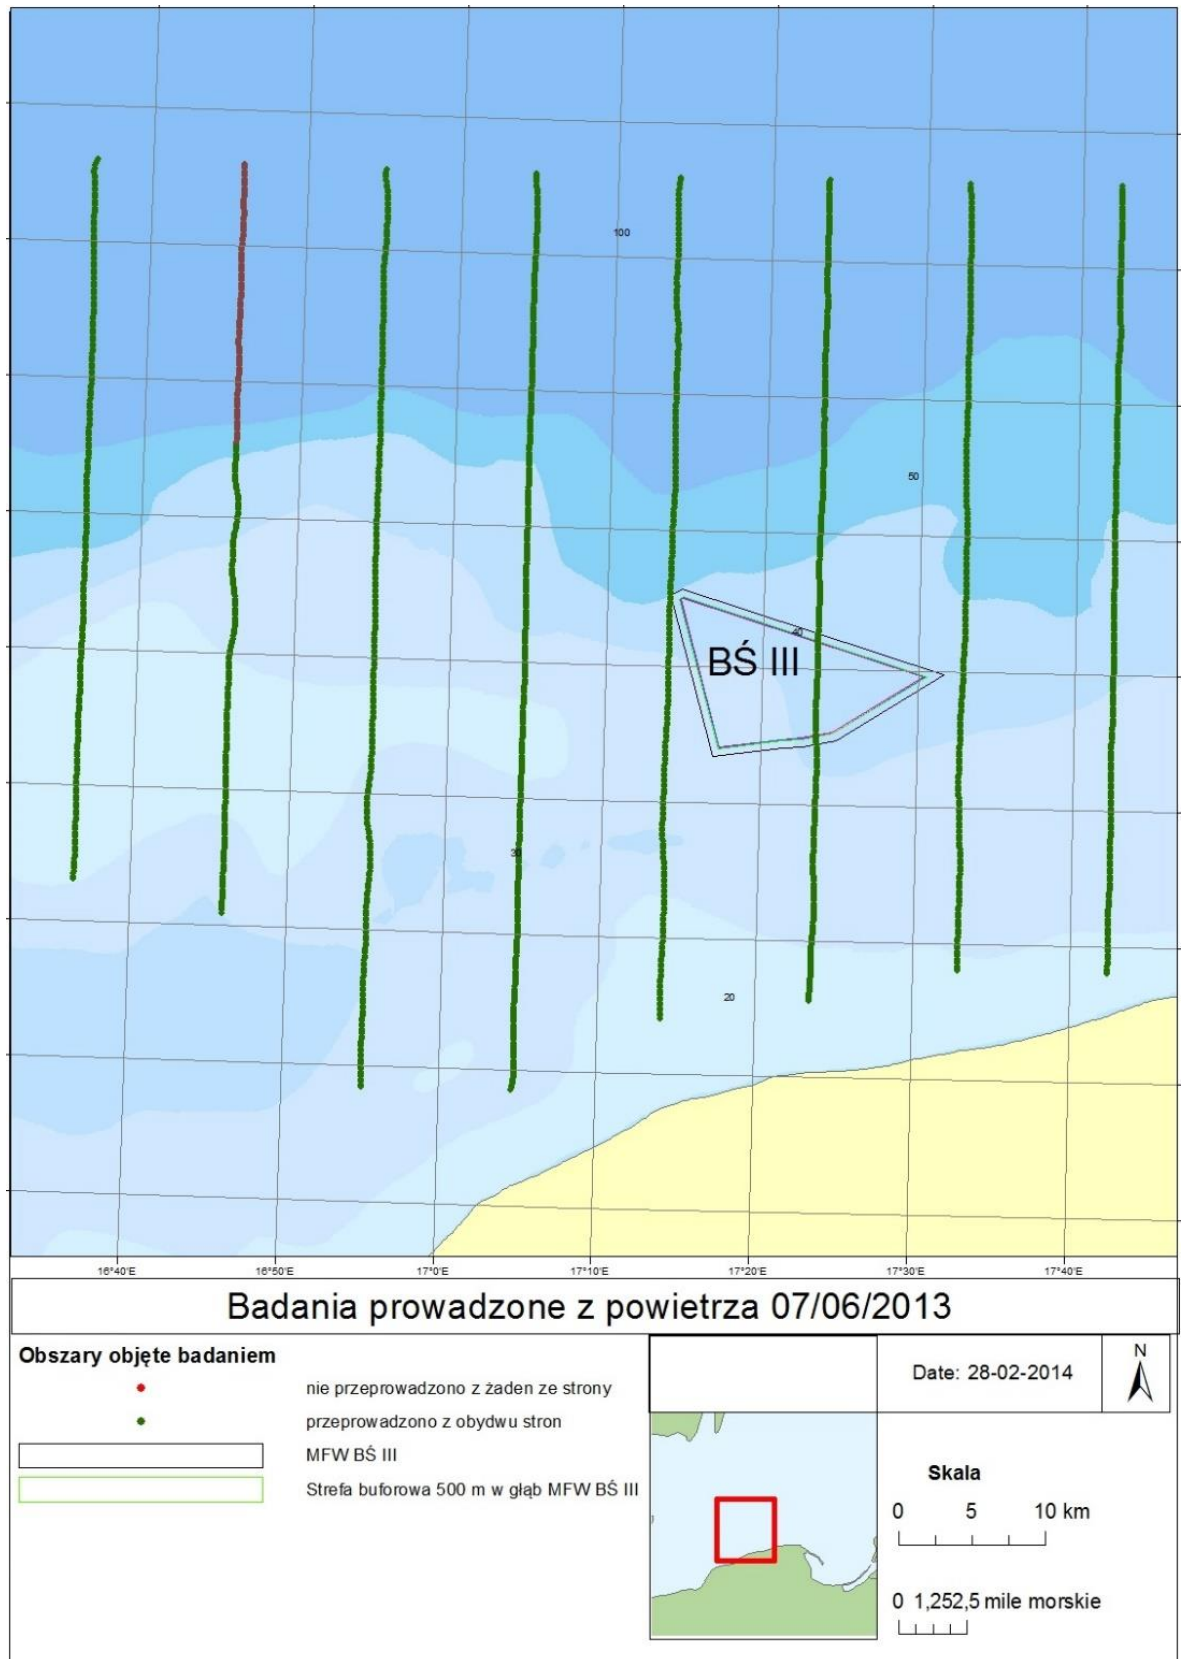 100
50
40
BŚ III
30
20
16°40'E 16°50'E 17°0'E 17°10'E 17°20'E 17°30'E 17°40'E
Badania prowadzone z powietrza 07/06/2013
Obszary objęte badaniem
nie przeprowadzono z żaden ze strony
przeprowadzono z obydwu stron
MFW BŚ III
Strefa buforowa 500 m w głąb MFW BŚ III
Date: 28-02-2014
N
Skala
0 5 10 km
0 1,252,5 mile morskie